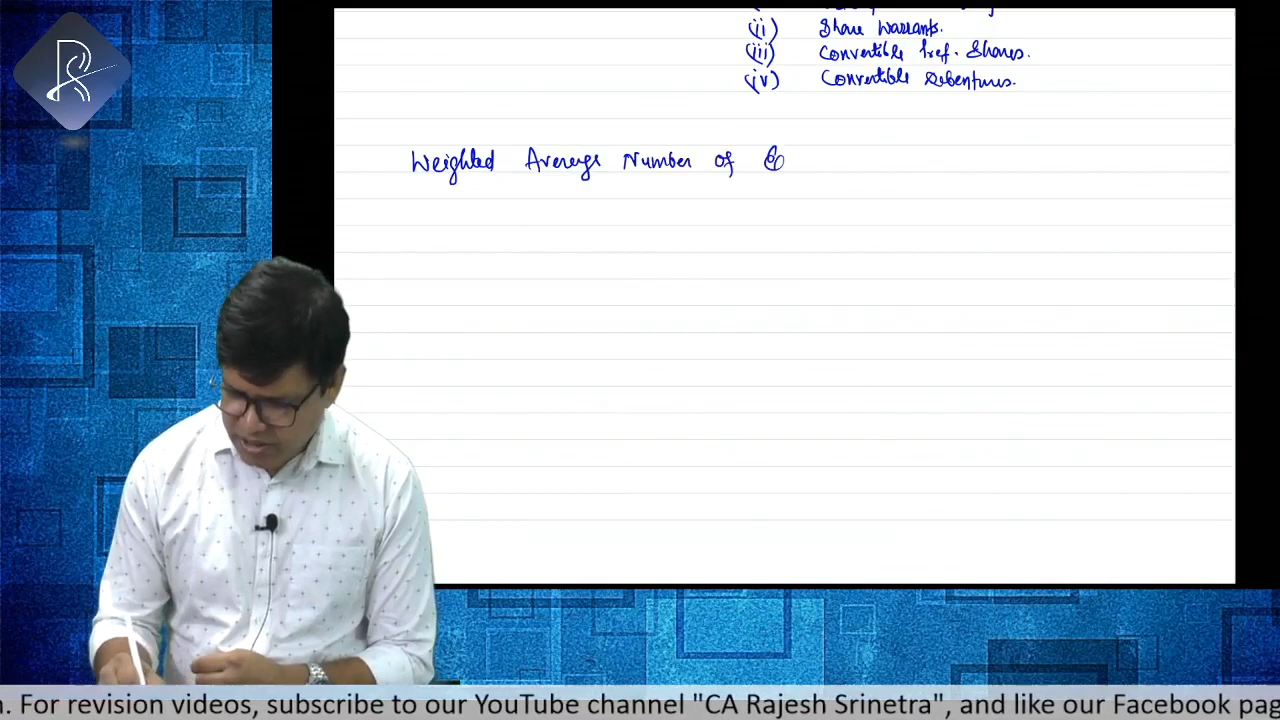 (ii) Share Warrants.
(iii) Convertible Pref. Shares.
(iv) Convertible Debentures.
Weighted Average Number of
n. For revision videos, subscribe to our YouTube channel "CA Rajesh Srinetra", and like our Facebook pag